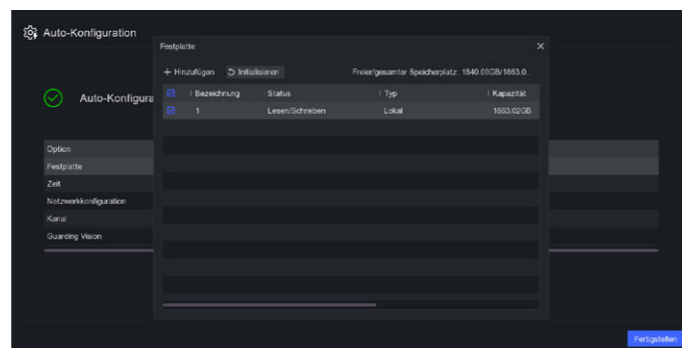 Auto-Konfiguration
Festplatte
+ Hinzufügen Initialisieren Freier/gesamter Speicherplatz: 1840.00GB/1863.0...
Auto-Konfigura
Bezeichnung Status Typ Kapazität
1 Lesen/Schreiben Lokal 1863.02GB
Option
Festplatte
Zeit
Netzwerkkonfiguration
Kanal
Guarding Vision
Fertigstellen